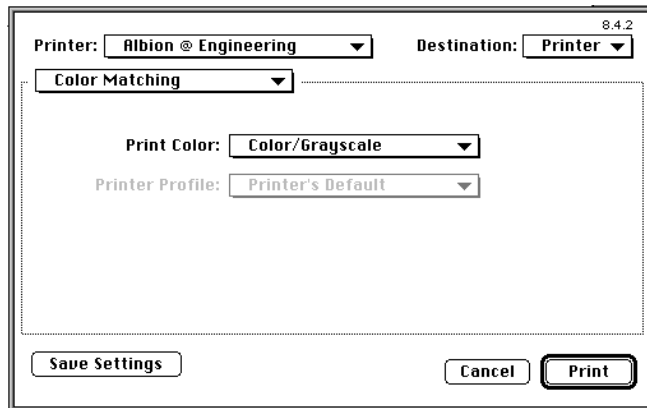 8.4.2
Printer: Albion @ Engineering Destination: Printer
Color Matching
Print Color: Color/Grayscale
Printer Profile: Printer's Default
Save Settings
Cancel Print